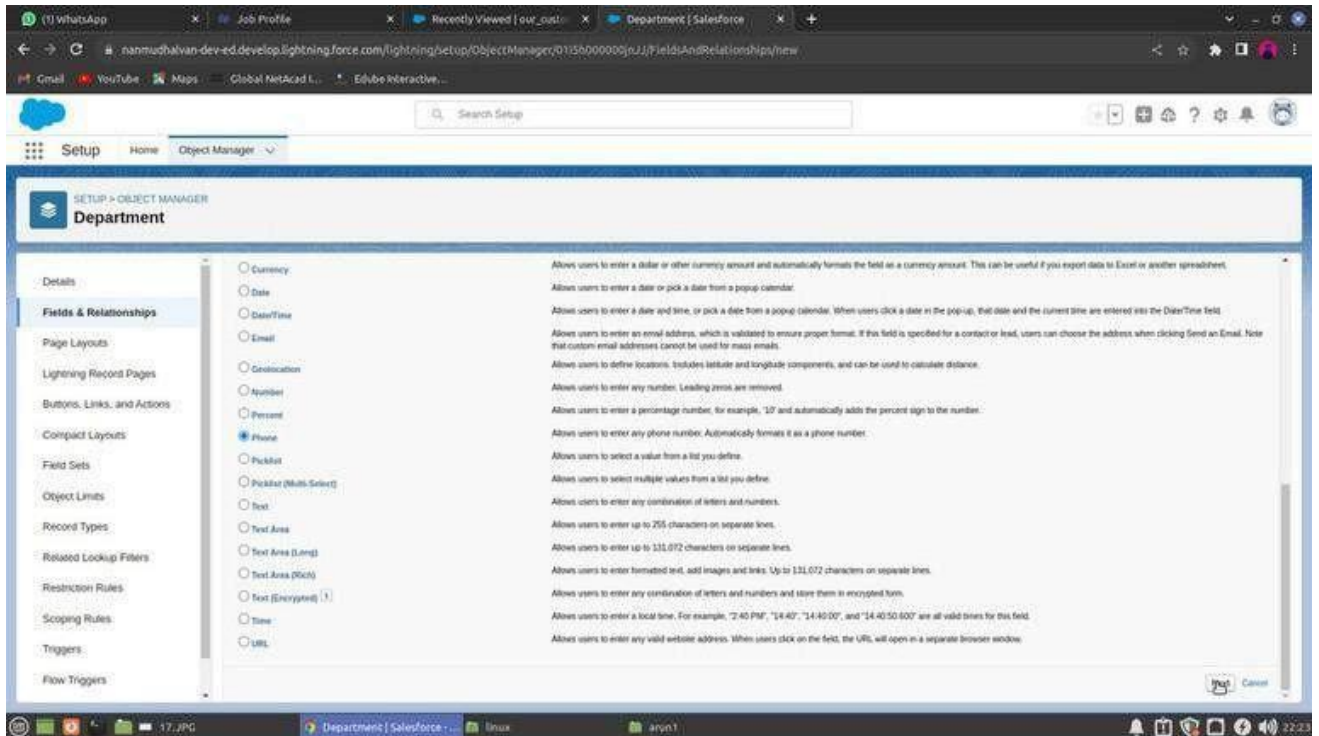 (1) WhatsApp
Job Profile
Recently Viewed | our_custo
Department | Salesforce
nanmudhalvan-dev-ed.develop.lightning.force.com/lightning/setup/ObjectManager/01I5h000000jnJJ/FieldsAndRelationships/new
Gmail YouTube Maps Global NetAcad I... Edube Interactive...
Search Setup
Setup Home Object Manager
SETUP > OBJECT MANAGER
Department
Details
Fields & Relationships
Page Layouts
Lightning Record Pages
Buttons, Links, and Actions
Compact Layouts
Field Sets
Object Limits
Record Types
Related Lookup Filters
Restriction Rules
Scoping Rules
Triggers
Flow Triggers
Currency Allows users to enter a dollar or other currency amount and automatically formats the field as a currency amount. This can be useful if you export data to Excel or another spreadsheet.
Date Allows users to enter a date or pick a date from a popup calendar.
Date/Time Allows users to enter a date and time, or pick a date from a popup calendar. When users click a date in the pop-up, that date and the current time are entered into the Date/Time field.
Email Allows users to enter an email address, which is validated to ensure proper format. If this field is specified for a contact or lead, users can choose the address when clicking Send an Email. Note
that custom email addresses cannot be used for mass emails.
Geolocation Allows users to define locations. Includes latitude and longitude components, and can be used to calculate distance.
Number Allows users to enter any number. Leading zeros are removed.
Percent Allows users to enter a percentage number, for example, '10' and automatically adds the percent sign to the number.
Phone Allows users to enter any phone number. Automatically formats it as a phone number.
Picklist Allows users to select a value from a list you define.
Picklist (Multi-Select) Allows users to select multiple values from a list you define.
Text Allows users to enter any combination of letters and numbers.
Text Area Allows users to enter up to 255 characters on separate lines.
Text Area (Long) Allows users to enter up to 131,072 characters on separate lines.
Text Area (Rich) Allows users to enter formatted text, add images and links. Up to 131,072 characters on separate lines.
Text (Encrypted) Allows users to enter any combination of letters and numbers and store them in encrypted form.
Time Allows users to enter a local time. For example, "2:40 PM", "14:40", "14:40:00", and "14:40:50.600" are all valid times for this field.
URL Allows users to enter any valid website address. When users click on the field, the URL will open in a separate browser window.
Cancel
17.JPG
Department | Salesforce - ...
linux
arun1
22:23